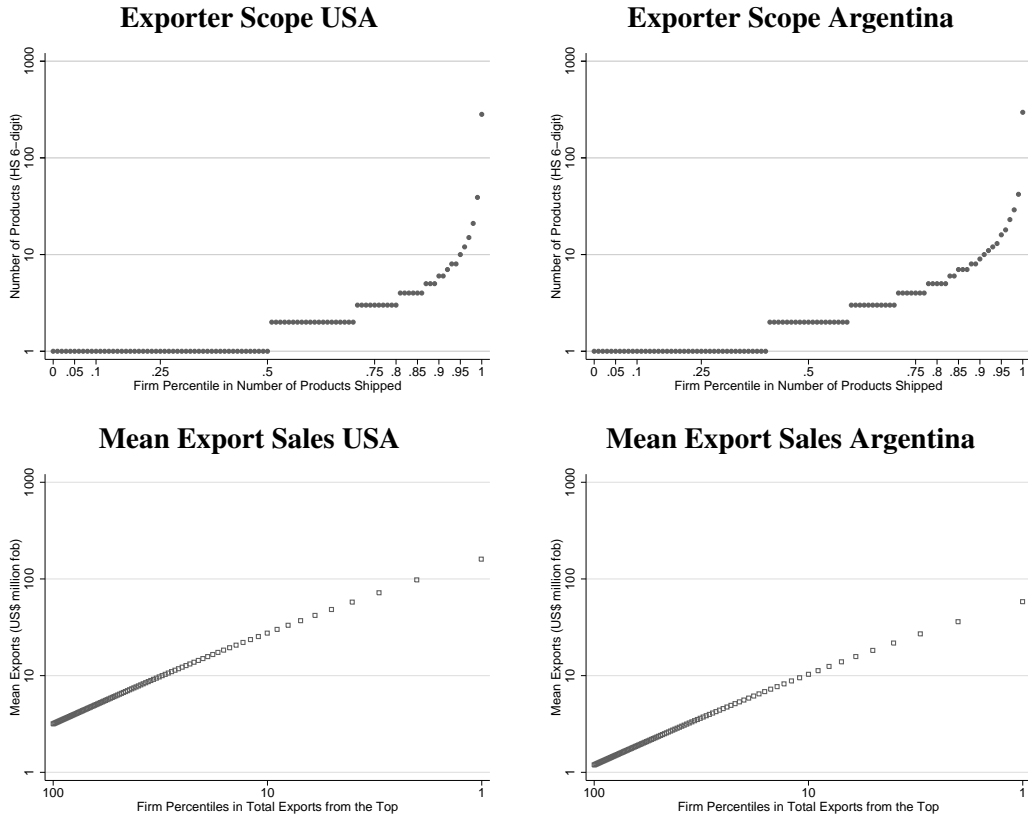 Exporter Scope USA
Number of Products (HS 6−digit)
1000
100
10
1
0 .05 .1 .25 .5 .75 .8 .85 .9 .95 1
Firm Percentile in Number of Products Shipped
Exporter Scope Argentina
Number of Products (HS 6−digit)
1000
100
10
1
0 .05 .1 .25 .5 .75 .8 .85 .9 .95 1
Firm Percentile in Number of Products Shipped
Mean Export Sales USA
Mean Exports (US$ million fob)
1000
100
10
1
100 10 1
Firm Percentiles in Total Exports from the Top
Mean Export Sales Argentina
Mean Exports (US$ million fob)
1000
100
10
1
100 10 1
Firm Percentiles in Total Exports from the Top